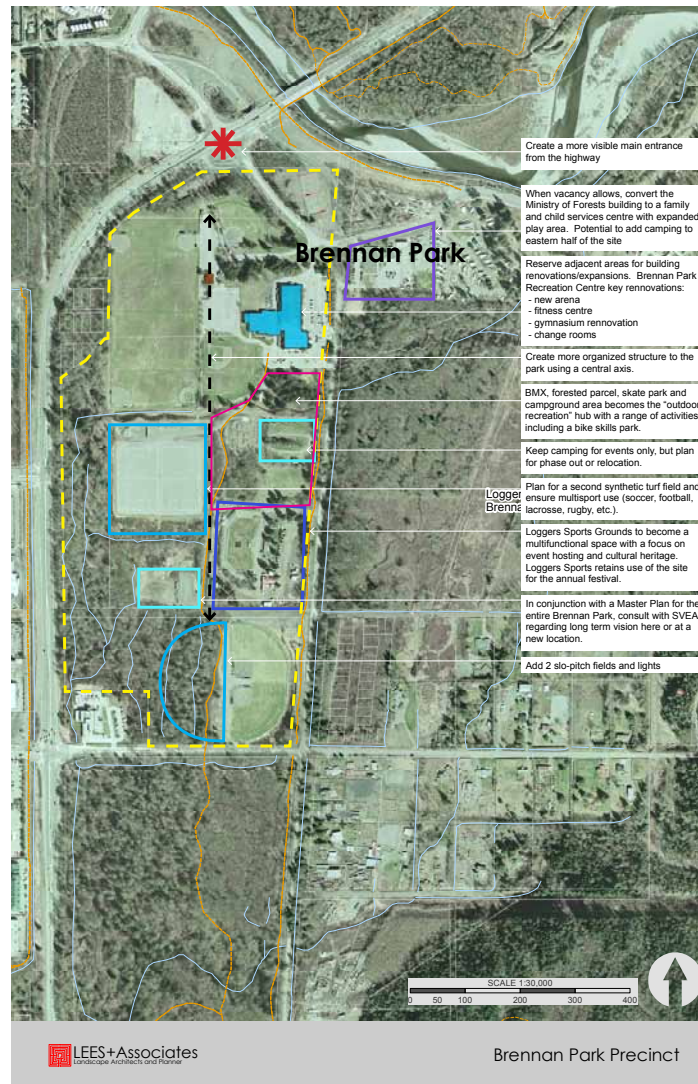 Create a more visible main entrance
from the highway
When vacancy allows, convert the
Ministry of Forests building to a family
and child services centre with expanded
play area. Potential to add camping to
eastern half of the site
Brennan Park
Reserve adjacent areas for building
renovations/expansions. Brennan Park
Recreation Centre key rennovations:
- new arena
- fitness centre
- gymnasium rennovation
- change rooms
Create more organized structure to the
park using a central axis.
BMX, forested parcel, skate park and
campground area becomes the "outdoor
recreation" hub with a range of activities
including a bike skills park.
Keep camping for events only, but plan
for phase out or relocation.
Plan for a second synthetic turf field and
ensure multisport use (soccer, football,
lacrosse, rugby, etc.).
Logger
Brenna
Loggers Sports Grounds to become a
multifunctional space with a focus on
event hosting and cultural heritage.
Loggers Sports retains use of the site
for the annual festival.
In conjunction with a Master Plan for the
entire Brennan Park, consult with SVEA
regarding long term vision here or at a
new location.
Add 2 slo-pitch fields and lights
SCALE 1:30,000
0 50 100 200 300 400
LEES+Associates
Landscape Architects and Planner
Brennan Park Precinct